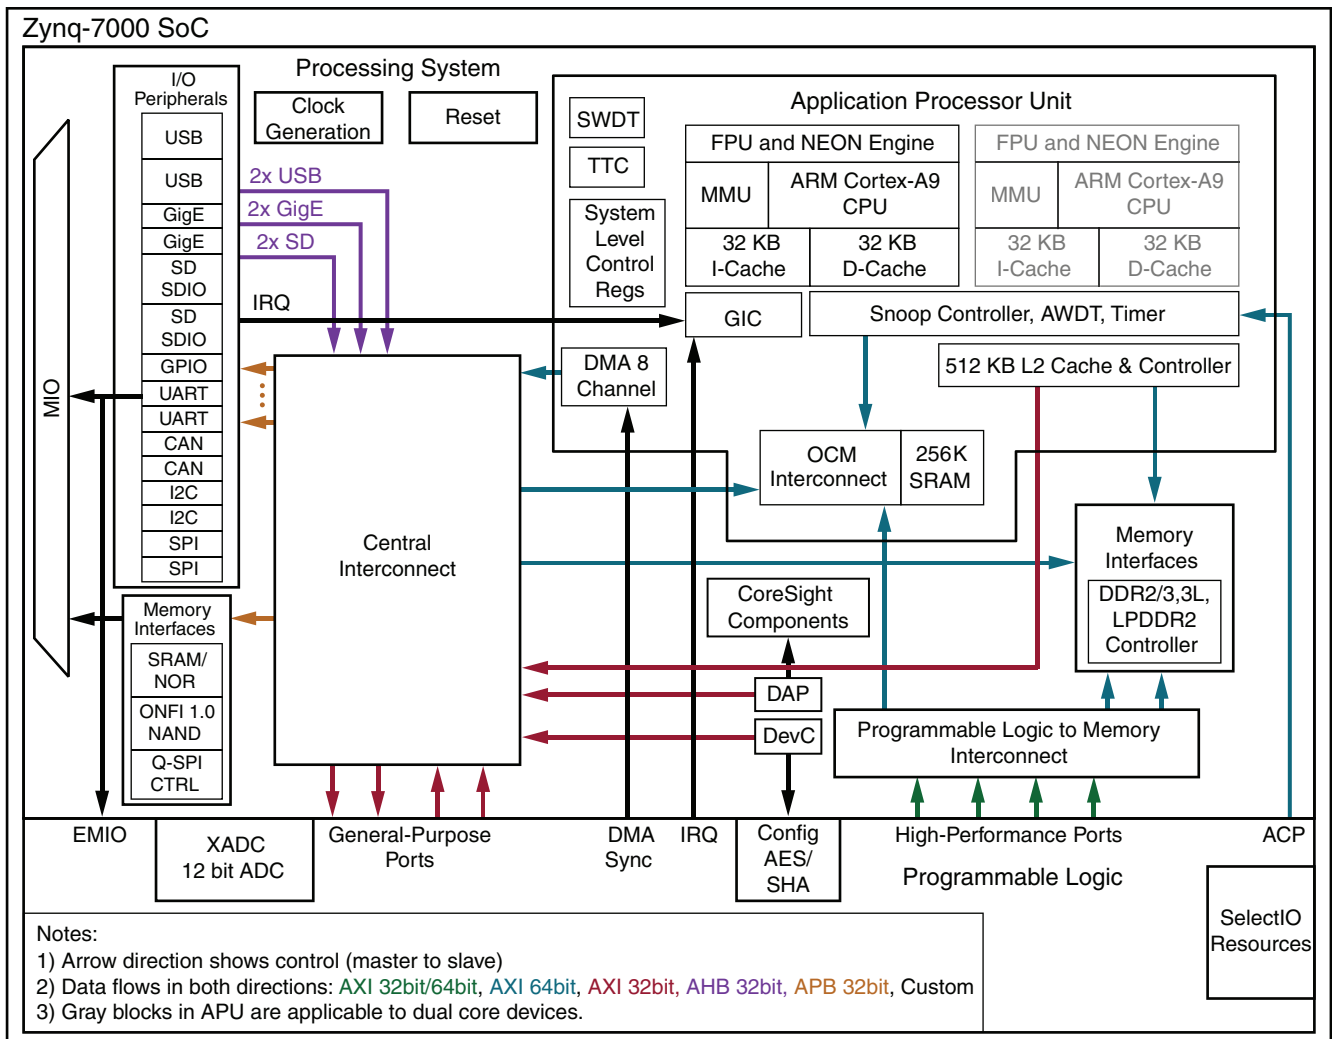 Zynq-7000 SoC
Processing System
I/O
Peripherals
USB
USB
GigE
GigE
SD
SDIO
SD
SDIO
GPIO
UART
UART
CAN
CAN
I2C
I2C
SPI
SPI
MIO
Clock
Generation
Reset
2x USB
2x GigE
2x SD
IRQ
Application Processor Unit
SWDT
TTC
System
Level
Control
Regs
FPU and NEON Engine
MMU
ARM Cortex-A9
CPU
32 KB
I-Cache
32 KB
D-Cache
FPU and NEON Engine
MMU
ARM Cortex-A9
CPU
32 KB
I-Cache
32 KB
D-Cache
GIC
Snoop Controller, AWDT, Timer
DMA 8
Channel
512 KB L2 Cache & Controller
OCM
Interconnect
256K
SRAM
Central
Interconnect
Memory
Interfaces
DDR2/3,3L,
LPDDR2
Controller
CoreSight
Components
DAP
DevC
Programmable Logic to Memory
Interconnect
Memory
Interfaces
SRAM/
NOR
ONFI 1.0
NAND
Q-SPI
CTRL
EMIO
XADC
12 bit ADC
General-Purpose
Ports
DMA
Sync
IRQ
Config
AES/
SHA
High-Performance Ports
ACP
Programmable Logic
SelectIO
Resources
Notes:
1) Arrow direction shows control (master to slave)
2) Data flows in both directions: AXI 32bit/64bit, AXI 64bit, AXI 32bit, AHB 32bit, APB 32bit, Custom
3) Gray blocks in APU are applicable to dual core devices.